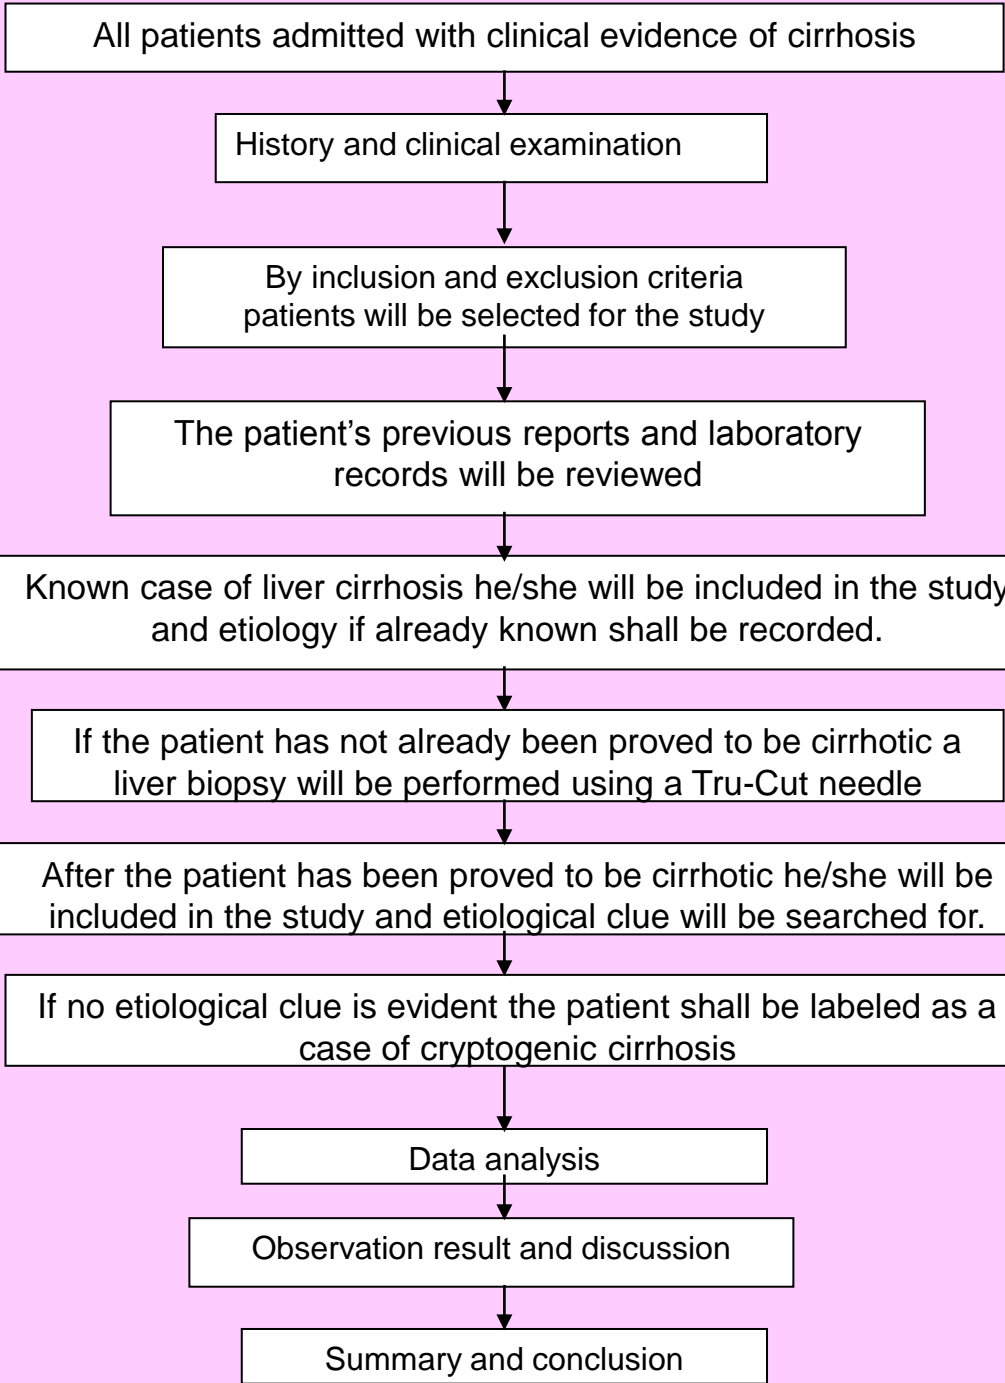 All patients admitted with clinical evidence of cirrhosis
History and clinical examination
By inclusion and exclusion criteria
patients will be selected for the study
The patient’s previous reports and laboratory
records will be reviewed
Known case of liver cirrhosis he/she will be included in the study
and etiology if already known shall be recorded.
If the patient has not already been proved to be cirrhotic a
liver biopsy will be performed using a Tru-Cut needle
After the patient has been proved to be cirrhotic he/she will be
included in the study and etiological clue will be searched for.
If no etiological clue is evident the patient shall be labeled as a
case of cryptogenic cirrhosis
Data analysis
Observation result and discussion
Summary and conclusion